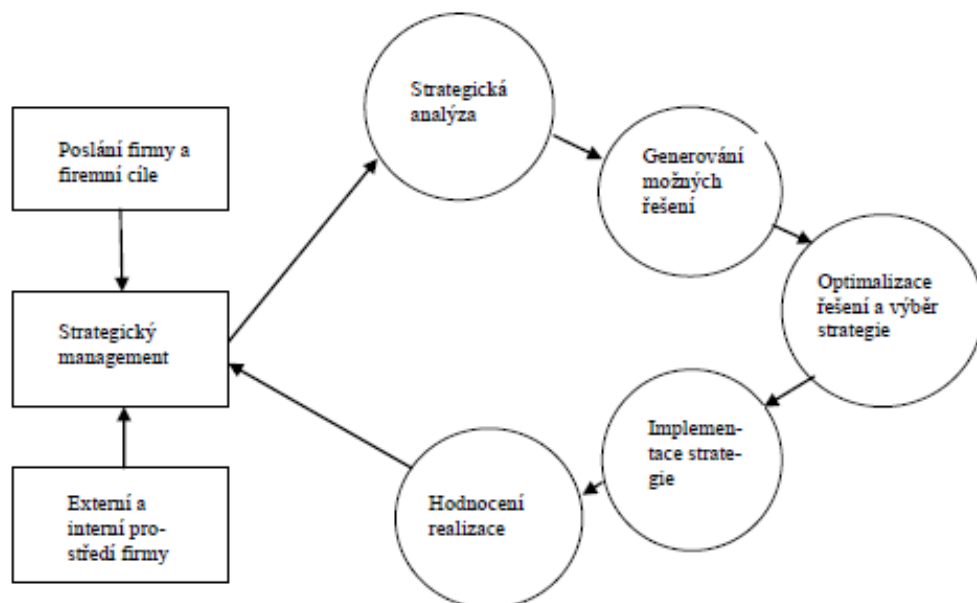 Strategická
analýza
Poslání firmy a
firemní cíle
Generování
možných
řešení
Optimalizace
řešení a výběr
strategie
Strategický
management
Implemen-
tace strate-
gie
Hodnocení
realizace
Externí a
interní pro-
středí firmy